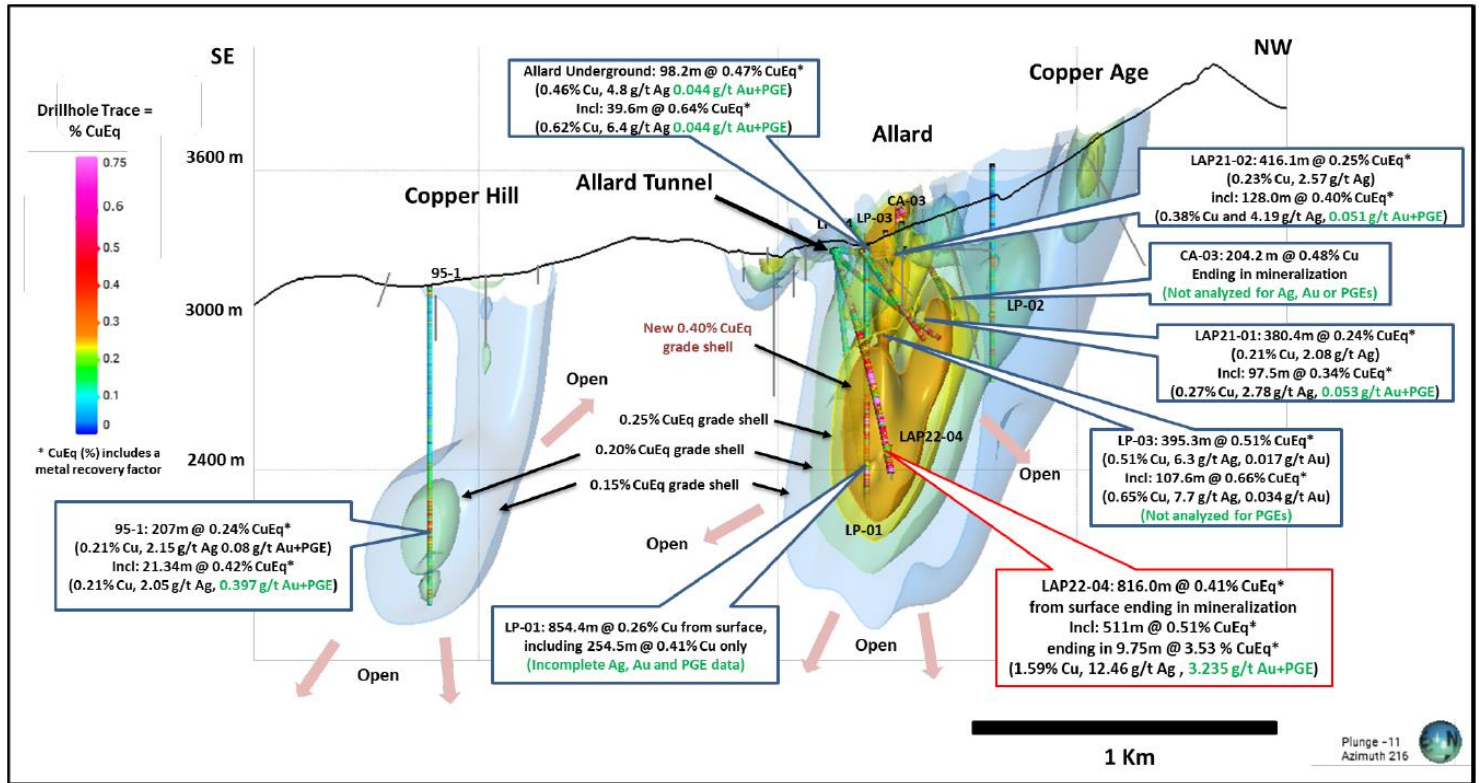 SE
NW
Copper Age
Allard
Allard Tunnel
Copper Hill
Drillhole Trace =
% CuEq
0.75
0.6
0.5
0.4
0.3
0.2
0.1
0
* CuEq (%) includes a
metal recovery factor
3600 m
3000 m
2400 m
Allard Underground: 98.2m @ 0.47% CuEq*
(0.46% Cu, 4.8 g/t Ag 0.044 g/t Au+PGE)
Incl: 39.6m @ 0.64% CuEq*
(0.62% Cu, 6.4 g/t Ag 0.044 g/t Au+PGE)
LAP21-02: 416.1m @ 0.25% CuEq*
(0.23% Cu, 2.57g/t Ag)
incl: 128.0m @ 0.40% CuEq*
(0.38% Cu and 4.19 g/t Ag, 0.051 g/t Au+PGE)
CA-03: 204.2 m @ 0.48% Cu
Ending in mineralization
(Not analyzed for Ag, Au or PGEs)
LAP21-01: 380.4m @ 0.24% CuEq*
(0.21% Cu, 2.08 g/t Ag)
Incl: 97.5m @ 0.34% CuEq*
(0.27% Cu, 2.78 g/t Ag, 0.053 g/t Au+PGE)
LP-03: 395.3m @ 0.51% CuEq*
(0.51% Cu, 6.3 g/t Ag, 0.017 g/t Au)
Incl: 107.6m @ 0.66% CuEq*
(0.65% Cu, 7.7 g/t Ag, 0.034 g/t Au)
(Not analyzed for PGEs)
LAP22-04: 816.0m @ 0.41% CuEq*
from surface ending in mineralization
Incl: 511m @ 0.51% CuEq*
ending in 9.75m @ 3.53 % CuEq*
(1.59% Cu, 12.46 g/t Ag , 3.235 g/t Au+PGE)
LP-01: 854.4m @ 0.26% Cu from surface,
including 254.5m @ 0.41% Cu only
(Incomplete Ag, Au and PGE data)
95-1: 207m @ 0.24% CuEq*
(0.21% Cu, 2.15 g/t Ag 0.08 g/t Au+PGE)
Incl: 21.34m @ 0.42% CuEq*
(0.21% Cu, 2.05 g/t Ag, 0.397 g/t Au+PGE)
95-1
CA-03
LP-03
LP-02
LAP22-04
LP-01
New 0.40% CuEq
grade shell
0.25% CuEq grade shell
0.20% CuEq grade shell
0.15% CuEq grade shell
Open
Open
Open
Open
Open
1 Km
Plunge -11
Azimuth 216